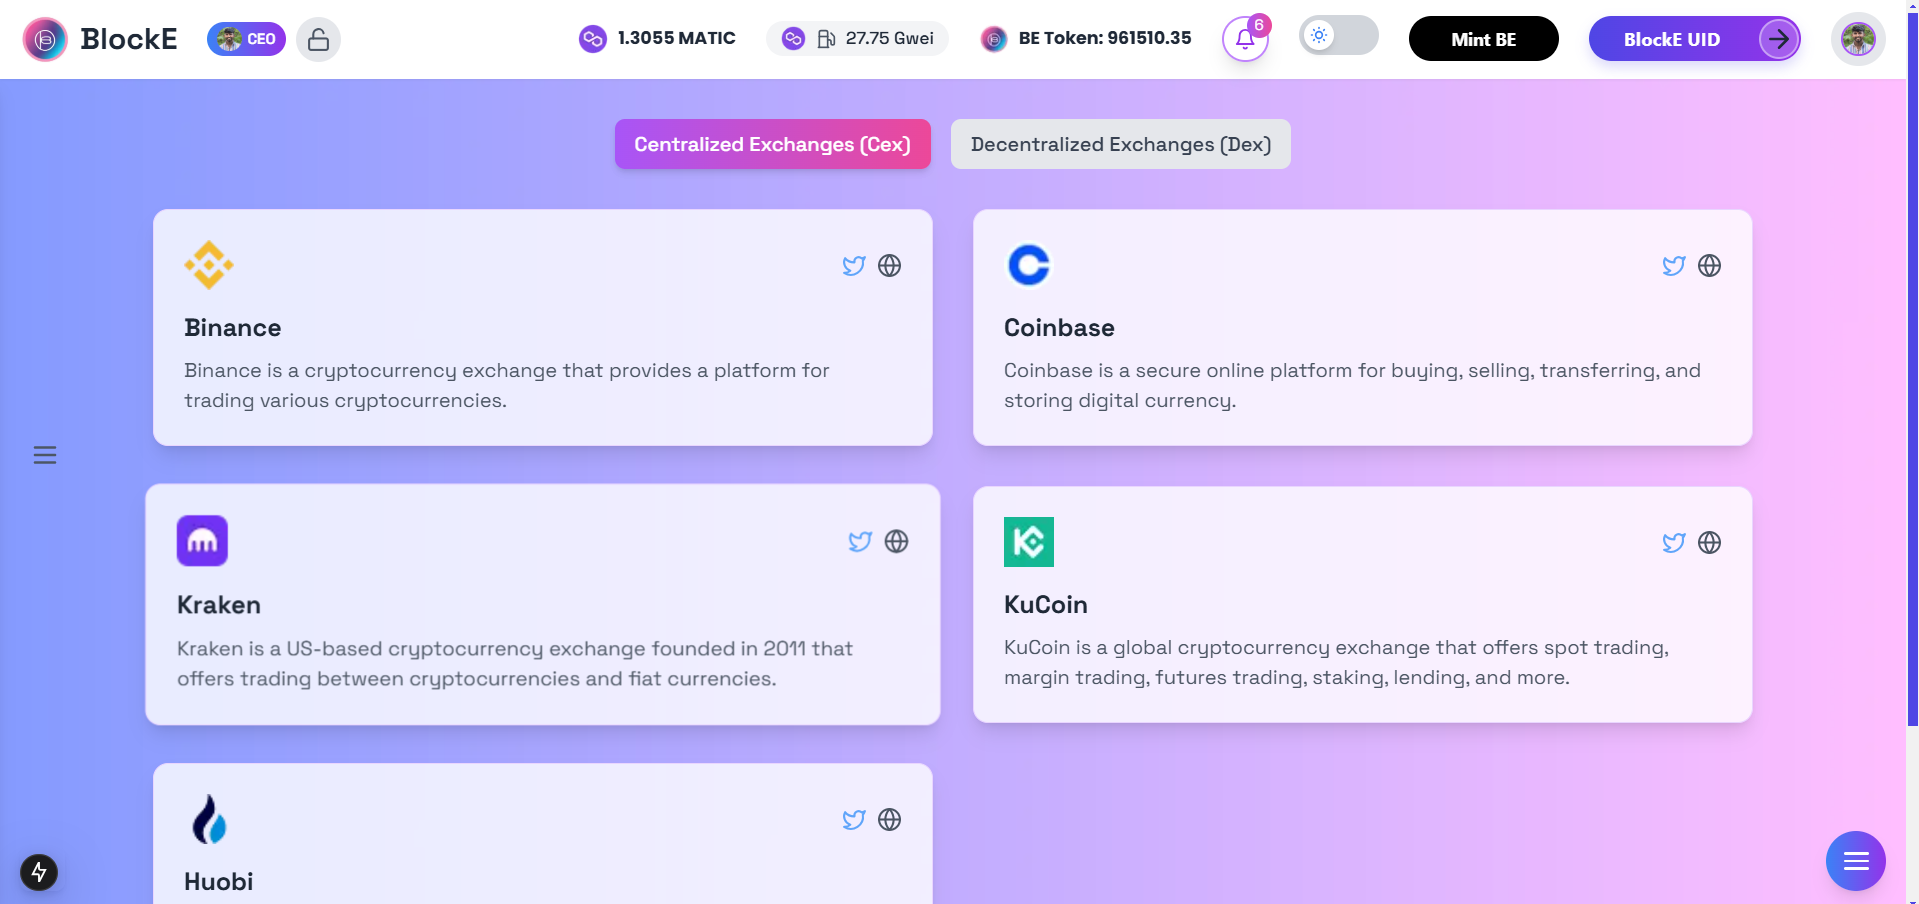 BlockE
CEO
1.3055 MATIC
27.75 Gwei
BE Token: 961510.35
6
Mint BE
BlockE UID
Centralized Exchanges (Cex)
Decentralized Exchanges (Dex)
Binance
Binance is a cryptocurrency exchange that provides a platform for
trading various cryptocurrencies.
Coinbase
Coinbase is a secure online platform for buying, selling, transferring, and
storing digital currency.
Kraken
Kraken is a US-based cryptocurrency exchange founded in 2011 that
offers trading between cryptocurrencies and fiat currencies.
KuCoin
KuCoin is a global cryptocurrency exchange that offers spot trading,
margin trading, futures trading, staking, lending, and more.
Huobi